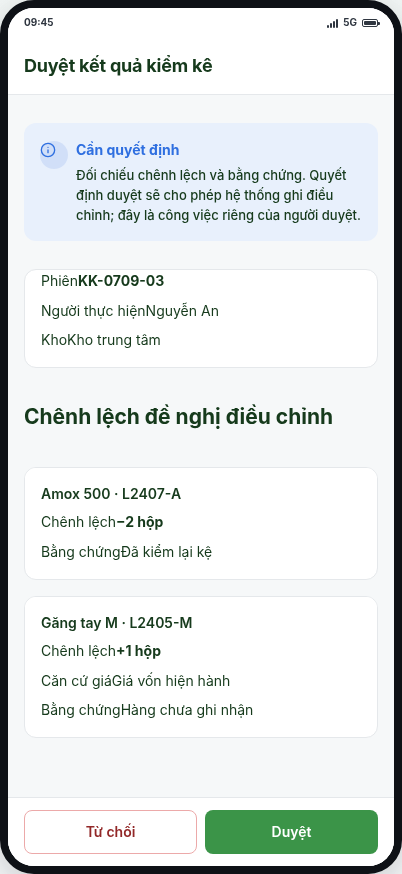 09:45
5G
Duyệt kết quả kiểm kê
Cần quyết định
Đối chiếu chênh lệch và bằng chứng. Quyết
định duyệt sẽ cho phép hệ thống ghi điều
chỉnh; đây là công việc riêng của người duyệt.
PhiênKK-0709-03
Người thực hiệnNguyễn An
KhoKho trung tâm
Chênh lệch đề nghị điều chỉnh
Amox 500 · L2407-A
Chênh lệch−2 hộp
Bằng chứngĐã kiểm lại kệ
Găng tay M · L2405-M
Chênh lệch+1 hộp
Căn cứ giáGiá vốn hiện hành
Bằng chứngHàng chưa ghi nhận
Từ chối
Duyệt